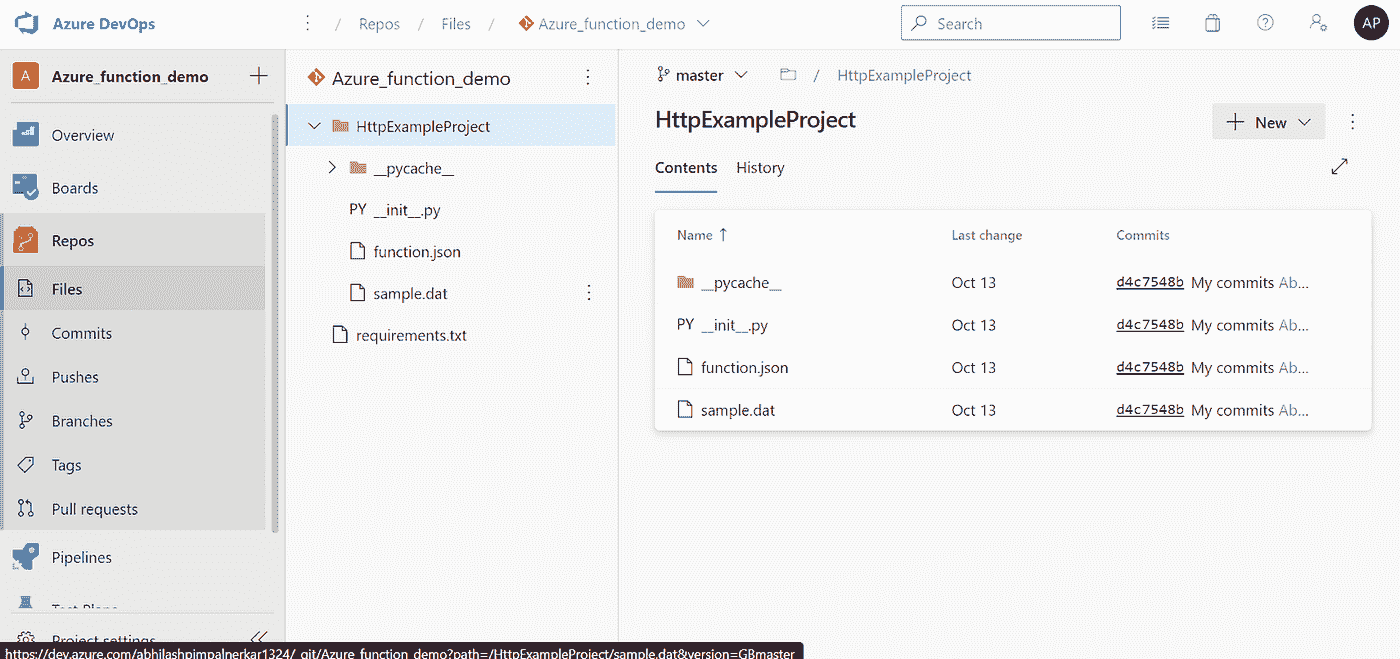 Azure DevOps
/ Repos / Files / Azure_function_demo
Search
AP
A Azure_function_demo
Overview
Boards
Repos
Files
Commits
Pushes
Branches
Tags
Pull requests
Pipelines
Test Plans
Project settings
Azure_function_demo
HttpExampleProject
__pycache__
PY __init__.py
function.json
sample.dat
requirements.txt
master / HttpExampleProject
HttpExampleProject
New
Contents History
Name ↑ Last change Commits
__pycache__ Oct 13 d4c7548b My commits Ab...
PY __init__.py Oct 13 d4c7548b My commits Ab...
function.json Oct 13 d4c7548b My commits Ab...
sample.dat Oct 13 d4c7548b My commits Ab...
https://dev.azure.com/abhilashpimpalnerkar1324/_git/Azure_function_demo?path=/HttpExampleProject/sample.dat&version=GBmaster